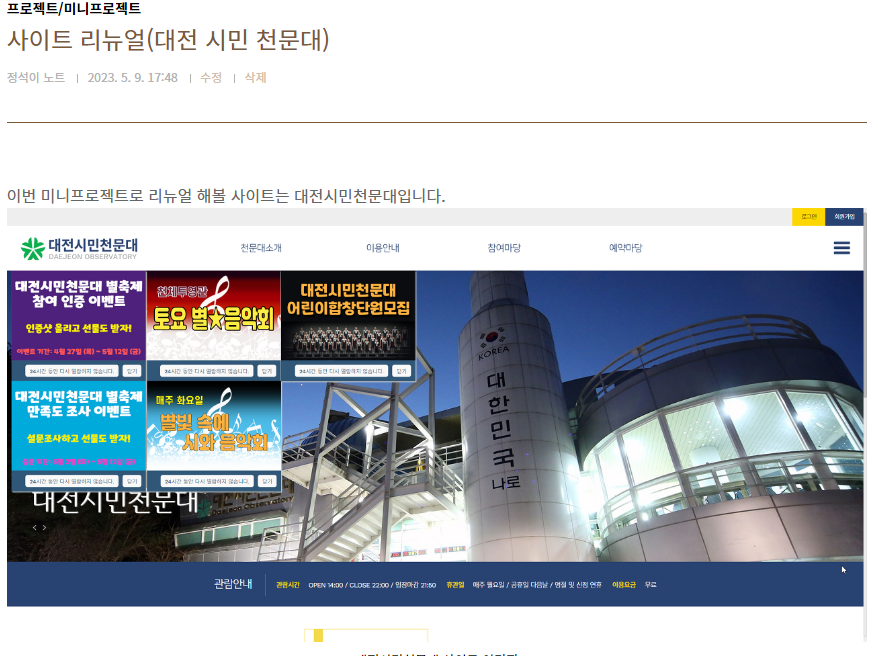 프로젝트/미니프로젝트
사이트 리뉴얼(대전 시민 천문대)
정석이 노트 | 2023. 5. 9. 17:48 | 수정 | 삭제
이번 미니프로젝트로 리뉴얼 해볼 사이트는 대전시민천문대입니다.
로그인 회원가입
대전시민천문대
DAEJEON OBSERVATORY
천문대소개 이용안내 참여마당 예약마당
대전시민천문대 별축제
참여 인증 이벤트
인증샷 올리고 선물도 받자!
이벤트 기간: 4월 27일 (목) ~ 5월 12일 (금)
24시간 동안 다시 열람하지 않습니다. 닫기
천체투영관
토요 별★음악회
24시간 동안 다시 열람하지 않습니다. 닫기
대전시민천문대
어린이합창단원모집
24시간 동안 다시 열람하지 않습니다. 닫기
대전시민천문대 별축제
만족도 조사 이벤트
설문조사하고 선물도 받자!
24시간 동안 다시 열람하지 않습니다. 닫기
매주 화요일
별빛 속에
시와 음악회
24시간 동안 다시 열람하지 않습니다. 닫기
KOREA
대한민국
나로
대전시민천문대
관람안내 관람시간 OPEN 14:00 / CLOSE 22:00 / 입장마감 21:50 휴관일 매주 월요일 / 공휴일 다음날 / 명절 및 신정 연휴 이용요금 무료